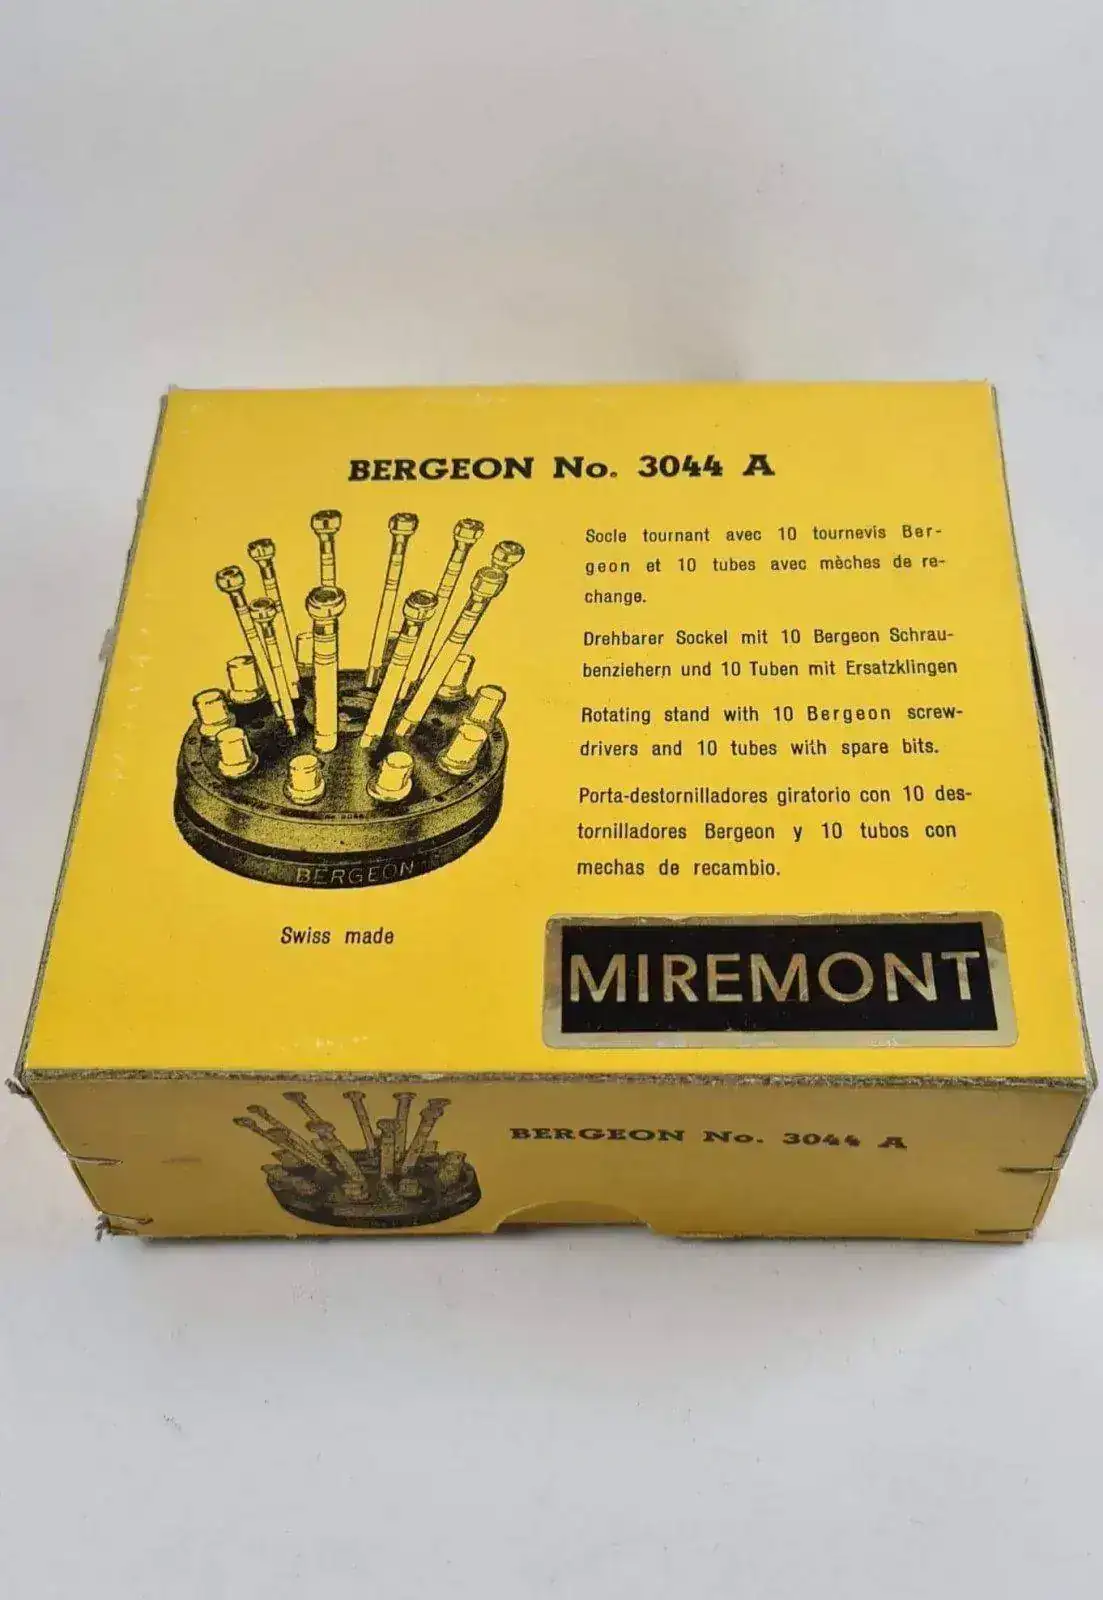 BERGEON No. 3044 A
Socle tournant avec 10 tournevis Ber-
geon et 10 tubes avec mèches de re-
change.
Drehbarer Sockel mit 10 Bergeon Schrau-
benziehern und 10 Tuben mit Ersatzklingen
Rotating stand with 10 Bergeon screw-
drivers and 10 tubes with spare bits.
Porta-destornilladores giratorio con 10 des-
tornilladores Bergeon y 10 tubos con
mechas de recambio.
BERGEON
Swiss made
MIREMONT
BERGEON No. 3044 A